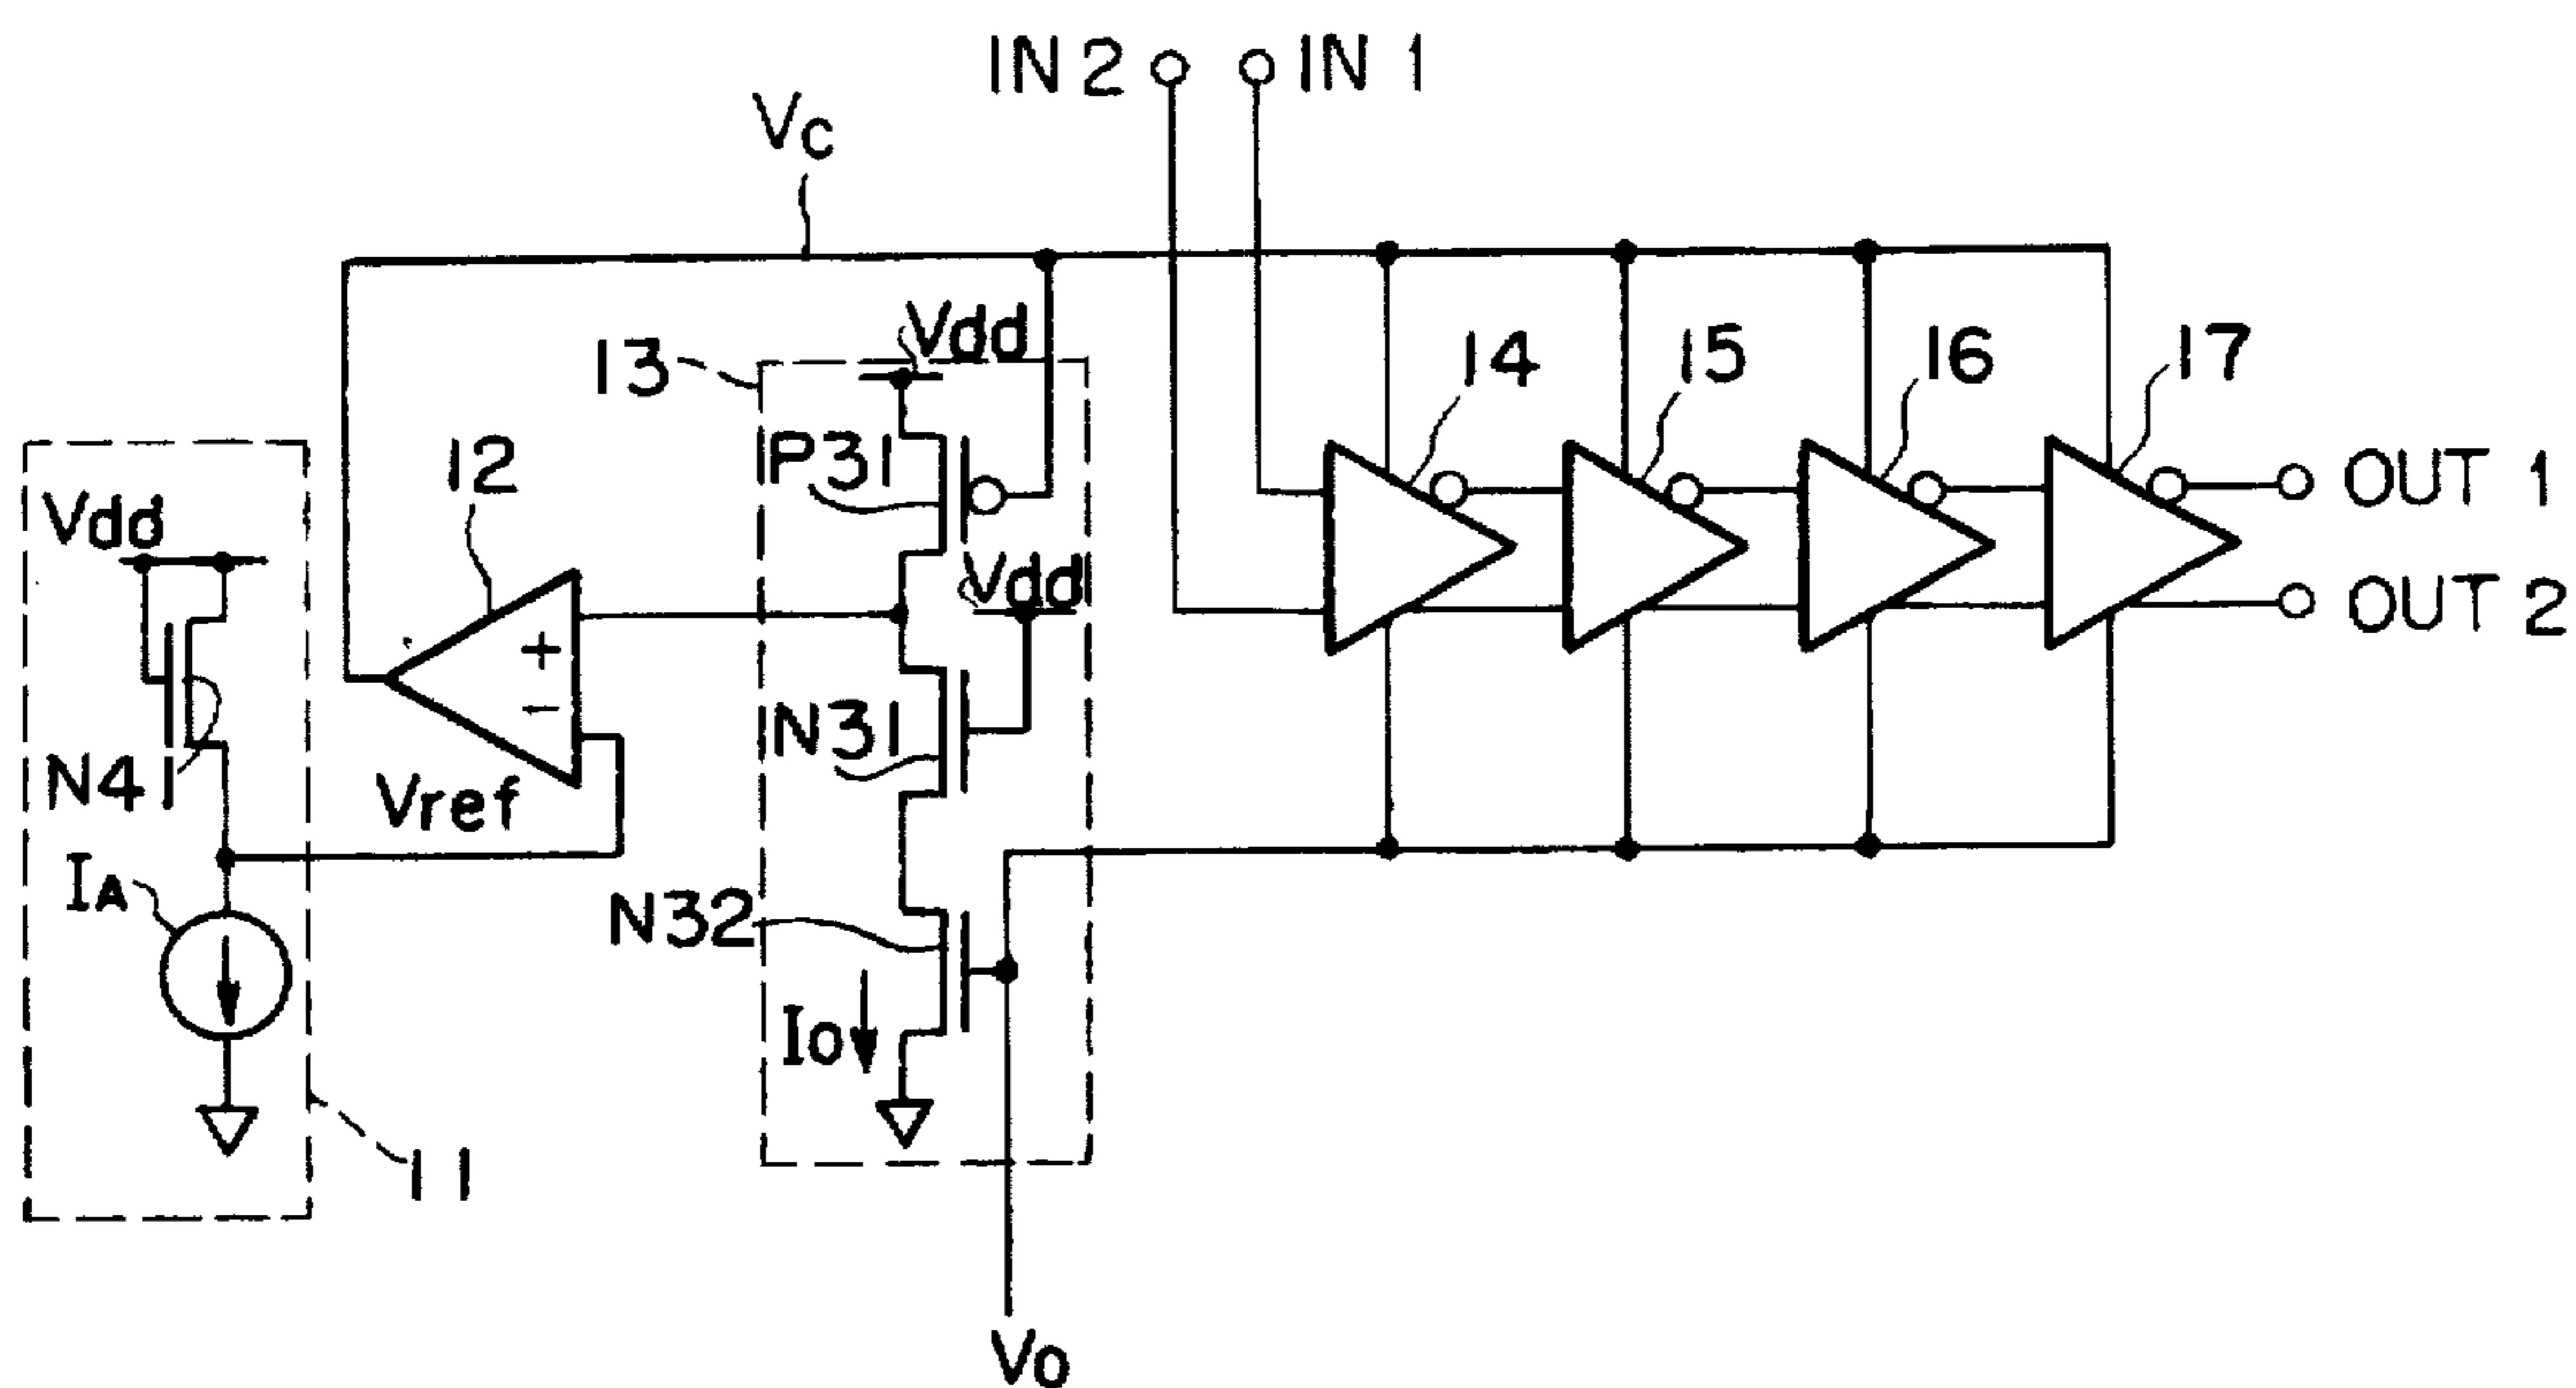 IN 2
IN 1
Vc
13
Vdd
14
15
16
17
12
P31
Vdd
OUT 1
Vdd
OUT 2
+
−
N41
Vref
N31
IA
N32
Io
11
Vo